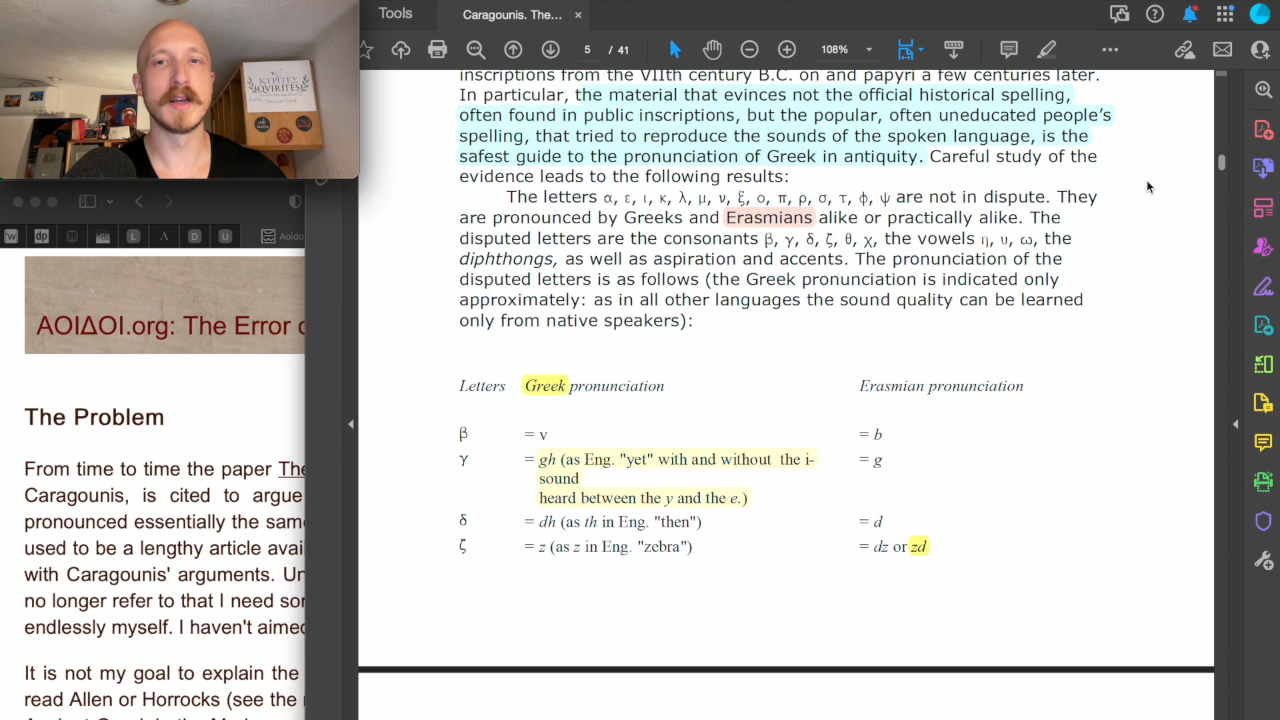 Tools
Caragounis. The...
×
5 / 41
108%
ΚΥΡΙΤΕΣ
QVIRITES
w dp L Λ D U Aoido
AOIΔOI.org: The Error o
The Problem
From time to time the paper The
Caragounis, is cited to argue
pronounced essentially the same
used to be a lengthy article avai
with Caragounis' arguments. Un
no longer refer to that I need son
endlessly myself. I haven't aimed
It is not my goal to explain the
read Allen or Horrocks (see the
inscriptions from the VIIth century B.C. on and papyri a few centuries later.
In particular, the material that evinces not the official historical spelling,
often found in public inscriptions, but the popular, often uneducated people's
spelling, that tried to reproduce the sounds of the spoken language, is the
safest guide to the pronunciation of Greek in antiquity. Careful study of the
evidence leads to the following results:
The letters α, ε, ι, κ, λ, μ, ν, ξ, ο, π, ρ, σ, τ, φ, ψ are not in dispute. They
are pronounced by Greeks and Erasmians alike or practically alike. The
disputed letters are the consonants β, γ, δ, ζ, θ, χ, the vowels η, υ, ω, the
diphthongs, as well as aspiration and accents. The pronunciation of the
disputed letters is as follows (the Greek pronunciation is indicated only
approximately: as in all other languages the sound quality can be learned
only from native speakers):
Letters Greek pronunciation Erasmian pronunciation
β = v = b
γ = gh (as Eng. "yet" with and without the i- = g
sound
heard between the y and the e.)
δ = dh (as th in Eng. "then") = d
ζ = z (as z in Eng. "zebra") = dz or zd